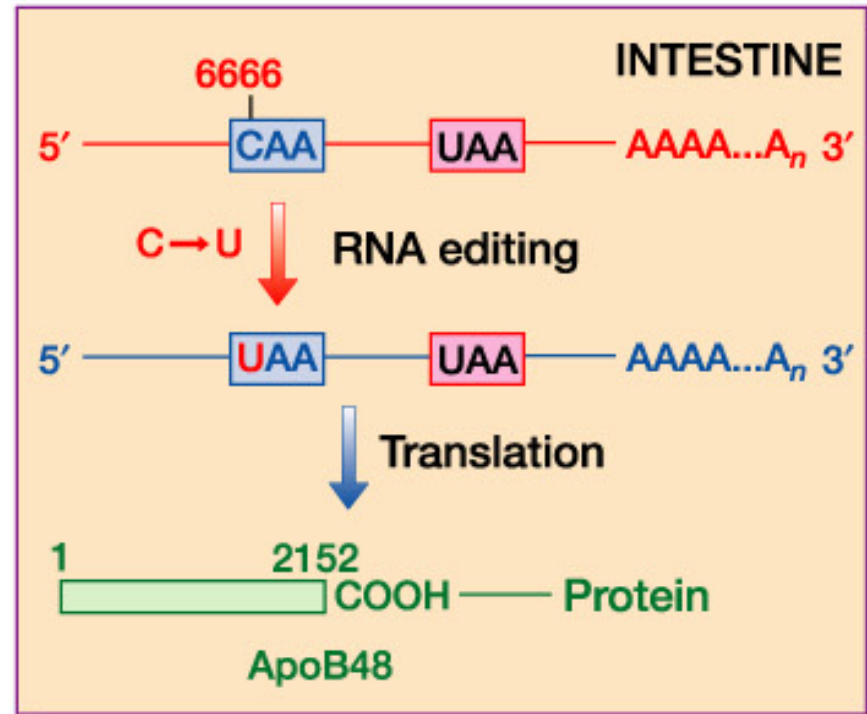 INTESTINE
6666
5′ CAA UAA AAAA...Aₙ 3′
C→U RNA editing
5′ UAA UAA AAAA...Aₙ 3′
Translation
1 2152
COOH Protein
ApoB48